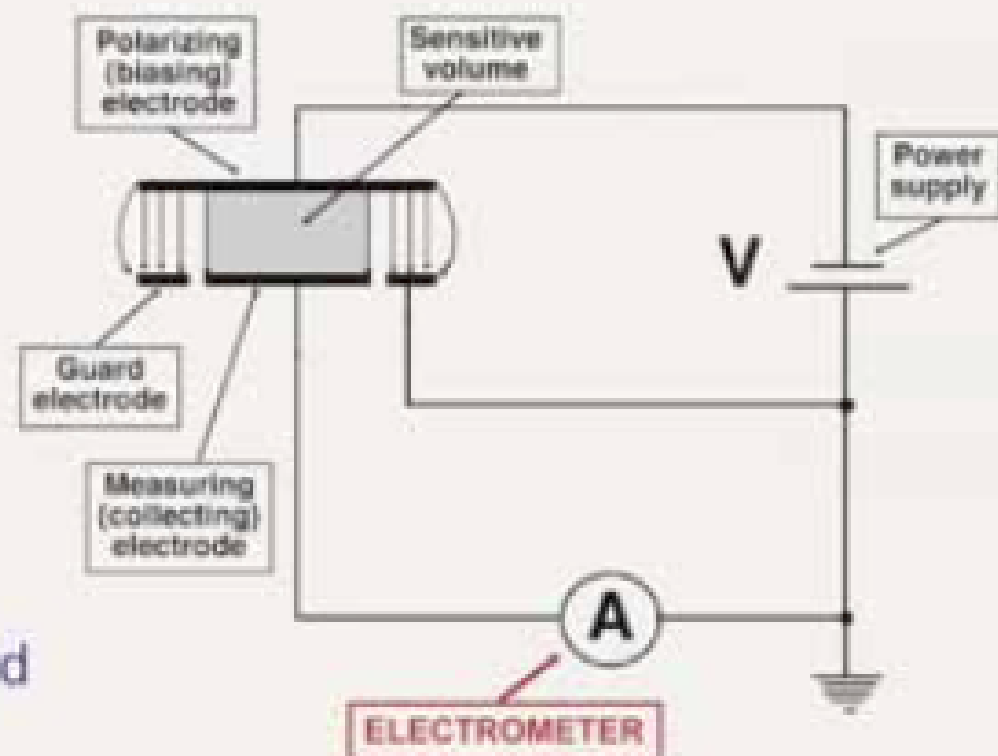 Polarizing
(biasing)
electrode
Sensitive
volume
Power
supply
V
Guard
electrode
Measuring
(collecting)
electrode
A
d
ELECTROMETER